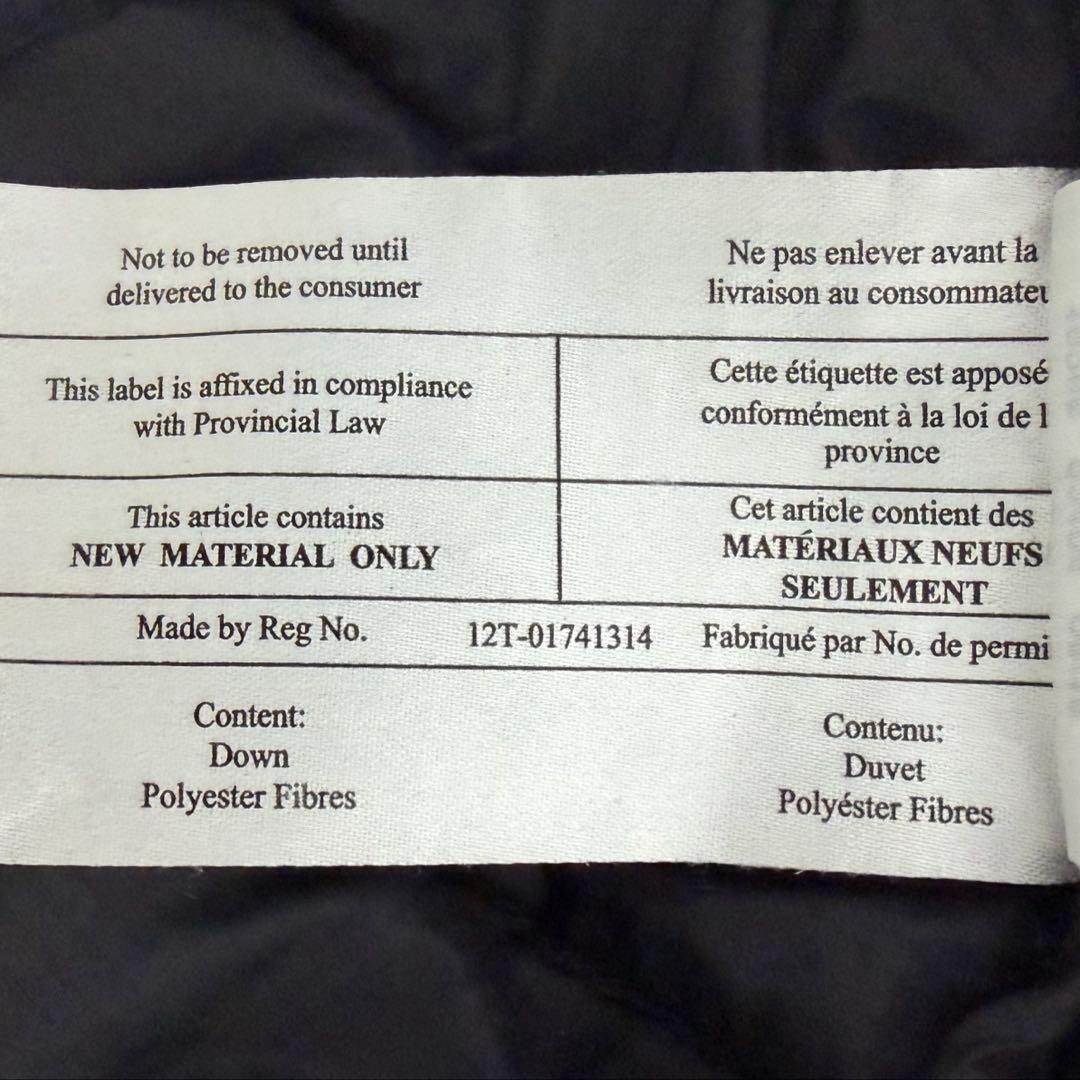 Not to be removed until
delivered to the consumer
Ne pas enlever avant la
livraison au
This label is affixed in compliance
with Provincial Law
Cette étiquette est apposé
conformément à la loi de
province
This article contains
NEW MATERIAL ONLY
Cet article contient des
MATÉRIAUX NEUFS
SEULEMENT
Made by Reg No. 12T-01741314 Fabriqué par No. de permi
Content:
Down
Polyester Fibres
Contenu:
Duvet
Polyéster Fibres